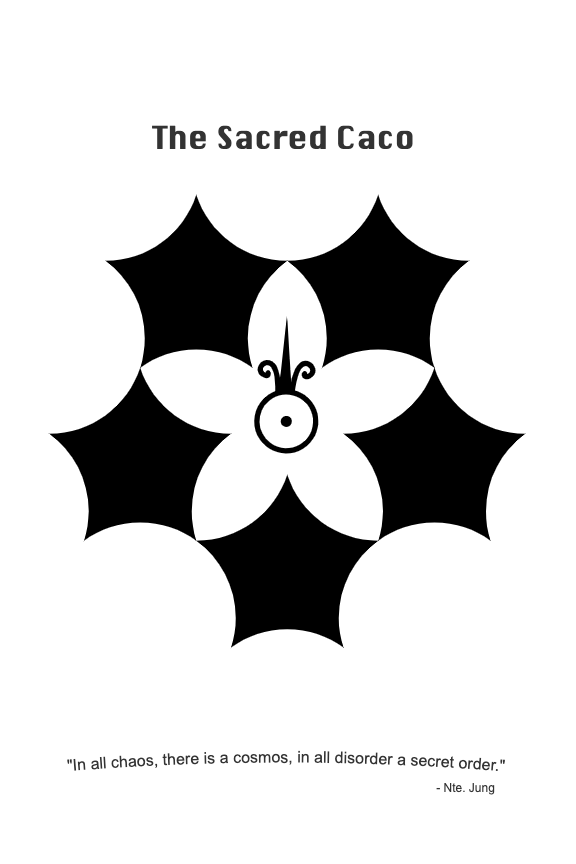 The Sacred Caco
"In all chaos, there is a cosmos, in all disorder a secret order."
- Nte. Jung